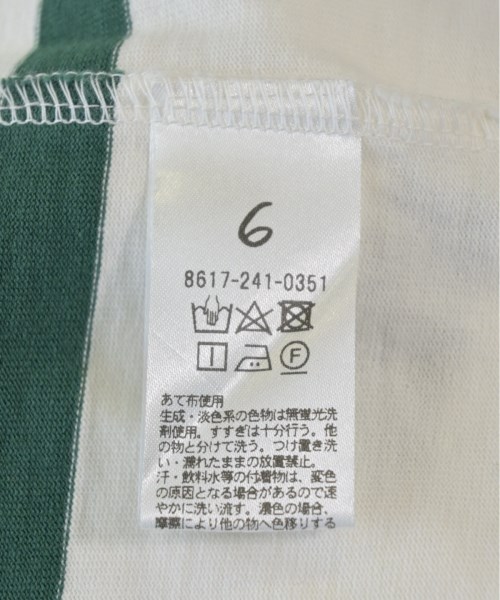 6
8617-241-0351
F
あて布使用
生成・淡色系の色物は無蛍光洗
剤使用。すすぎは十分行う。他
の物と分けて洗う。つけ置き洗
い・濡れたままの放置禁止。
汗・飲料水等の付着物は、変色
の原因となる場合があるので速
やかに洗い流す。濃色の場合、
摩擦により他の物へ色移りする